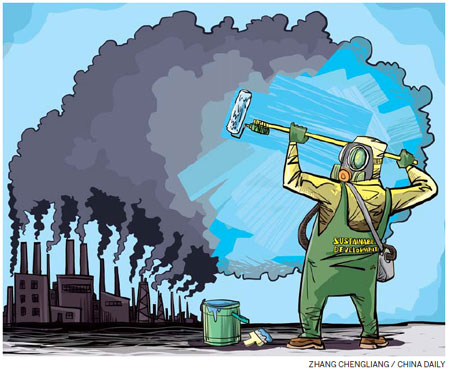 SUSTAINABLE
DEVELOPMENT
ZHANG CHENGLIANG / CHINA DAILY